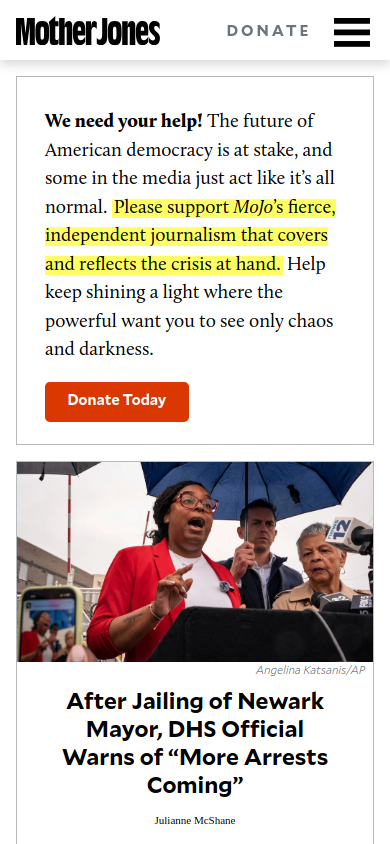 Mother Jones
DONATE
We need your help! The future of
American democracy is at stake, and
some in the media just act like it’s all
normal. Please support MoJo’s fierce,
independent journalism that covers
and reflects the crisis at hand. Help
keep shining a light where the
powerful want you to see only chaos
and darkness.
Donate Today
12
Angelina Katsanis/AP
After Jailing of Newark
Mayor, DHS Official
Warns of “More Arrests
Coming”
Julianne McShane